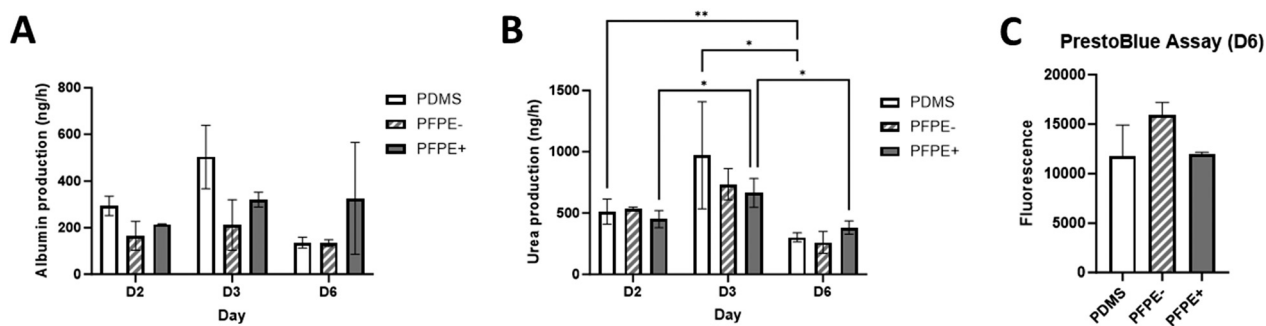 A
Albumin production (ng/h)
800
600
400
200
0
D2
D3
D6
Day
PDMS
PFPE-
PFPE+
B
**
*
*
*
Urea production (ng/h)
1500
1000
500
0
D2
D3
D6
Day
PDMS
PFPE-
PFPE+
C
PrestoBlue Assay (D6)
Fluorescence
20000
15000
10000
5000
0
PDMS
PFPE-
PFPE+